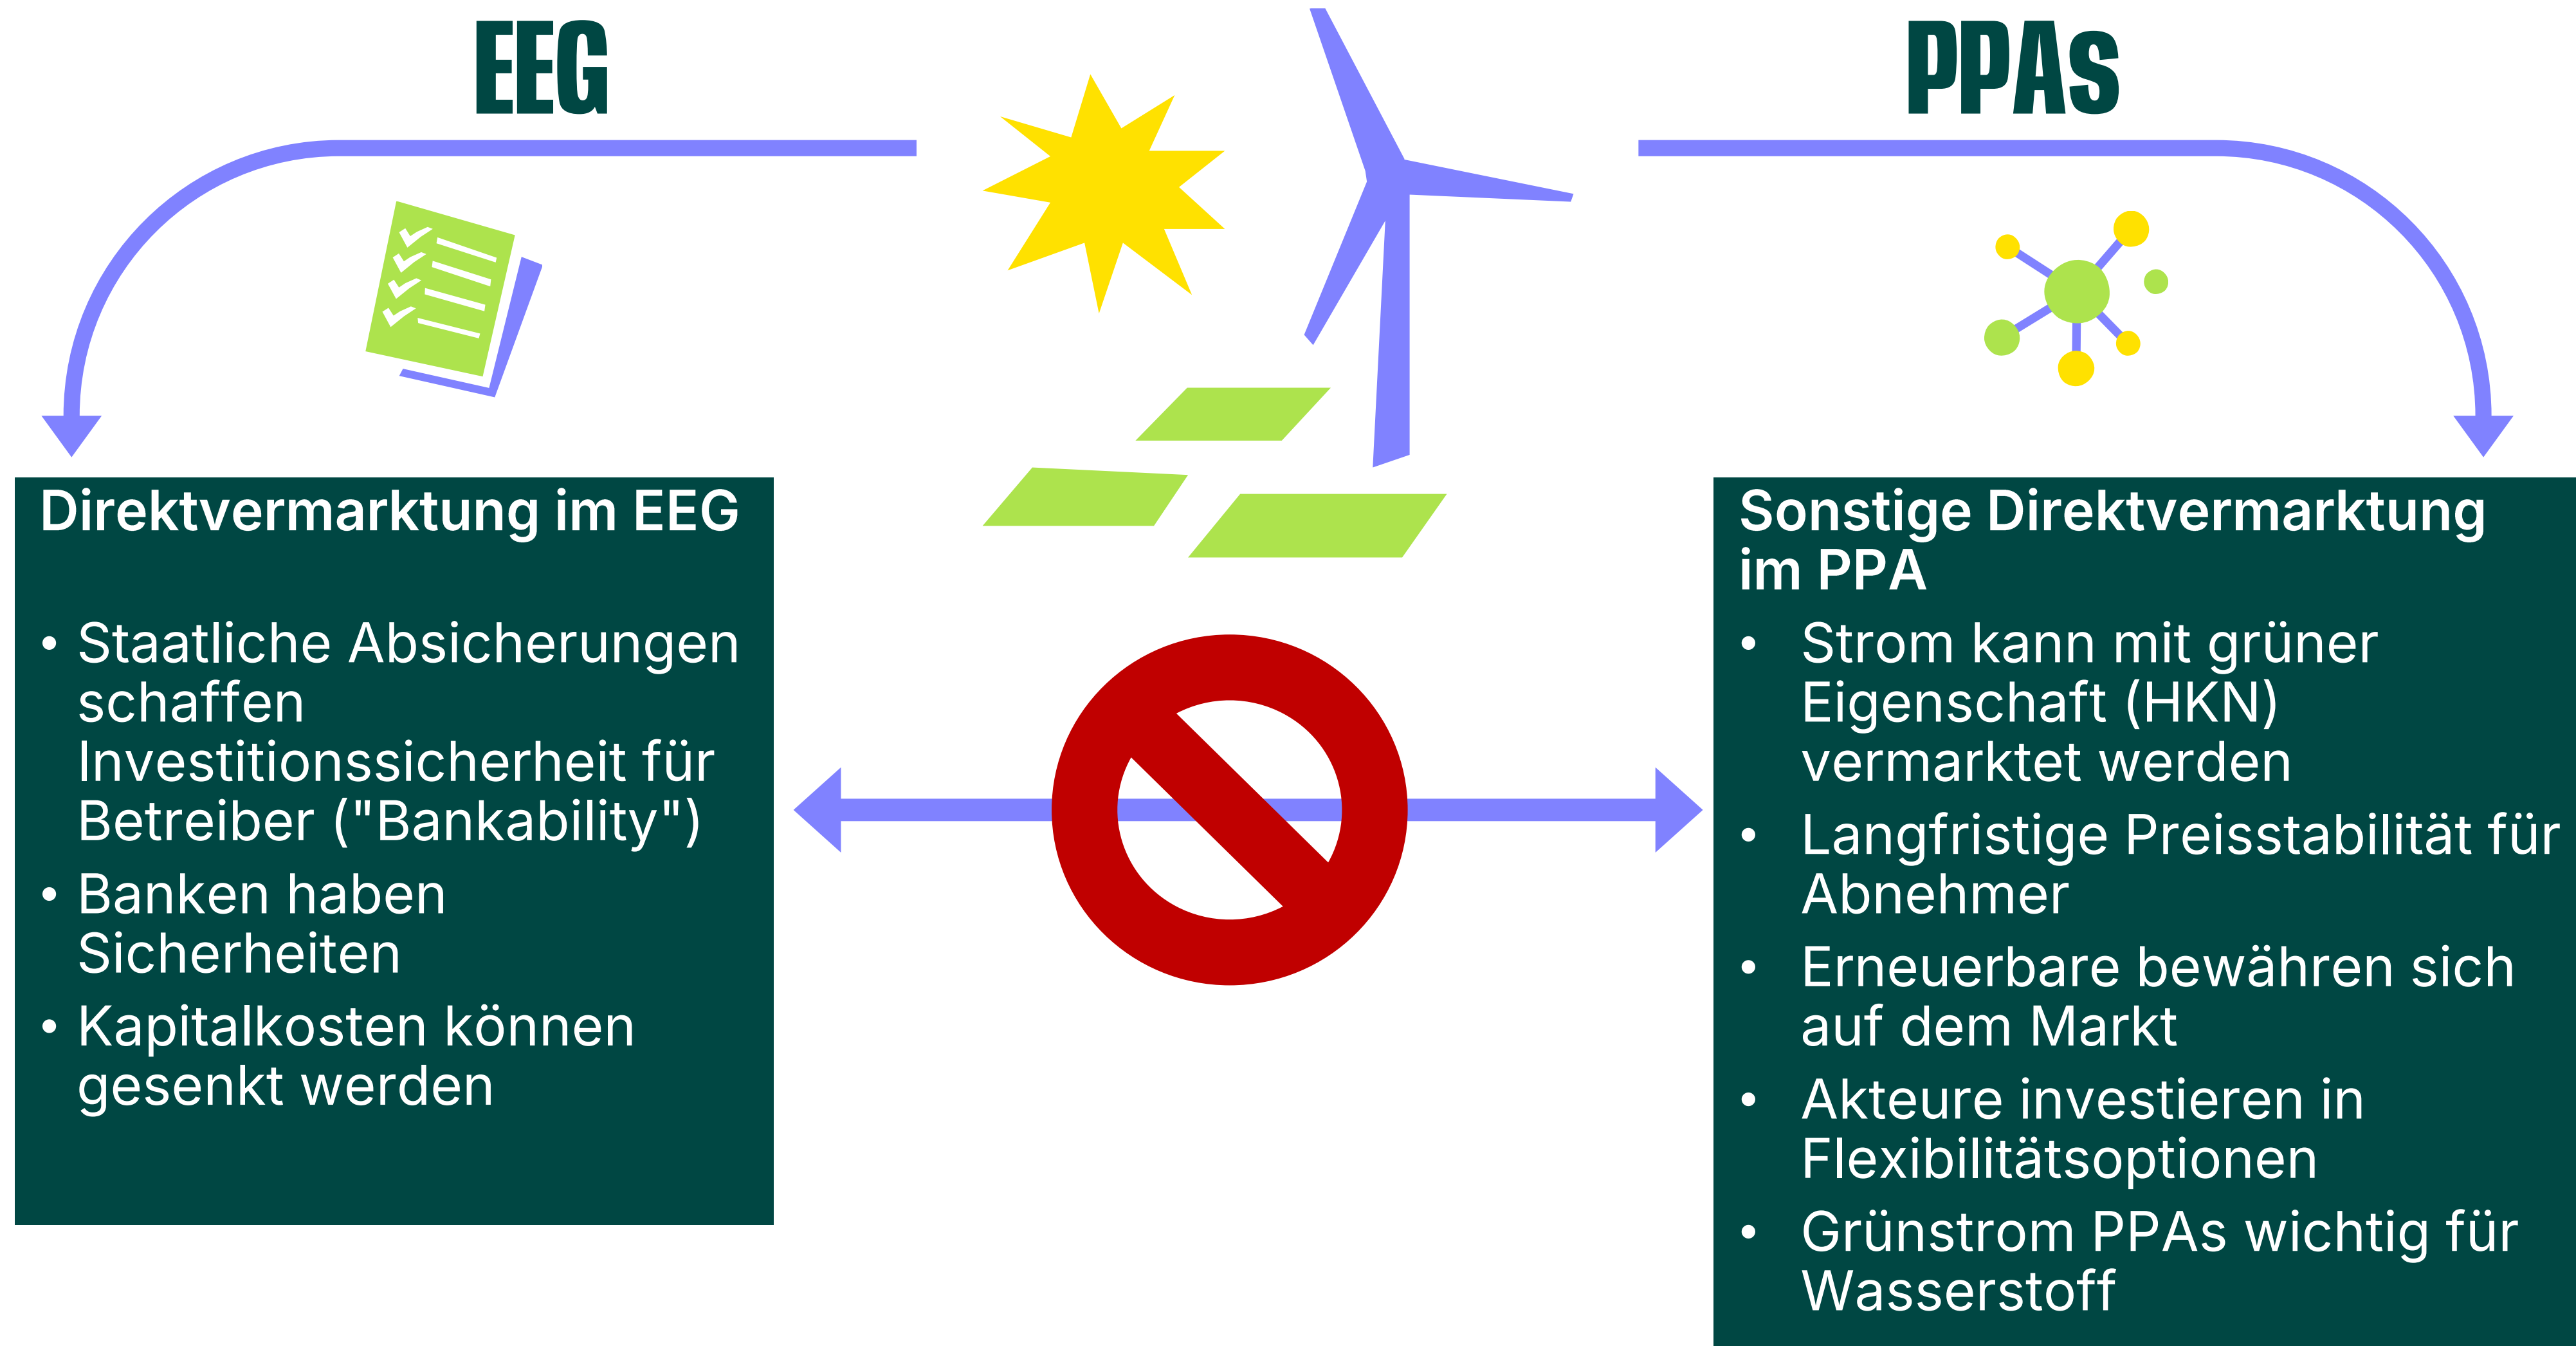 EEG
PPAs
Direktvermarktung im EEG
• Staatliche Absicherungen
schaffen
Investitionssicherheit für
Betreiber ("Bankability")
• Banken haben
Sicherheiten
• Kapitalkosten können
gesenkt werden
Sonstige Direktvermarktung
im PPA
• Strom kann mit grüner
Eigenschaft (HKN)
vermarktet werden
• Langfristige Preisstabilität für
Abnehmer
• Erneuerbare bewähren sich
auf dem Markt
• Akteure investieren in
Flexibilitätsoptionen
• Grünstrom PPAs wichtig für
Wasserstoff